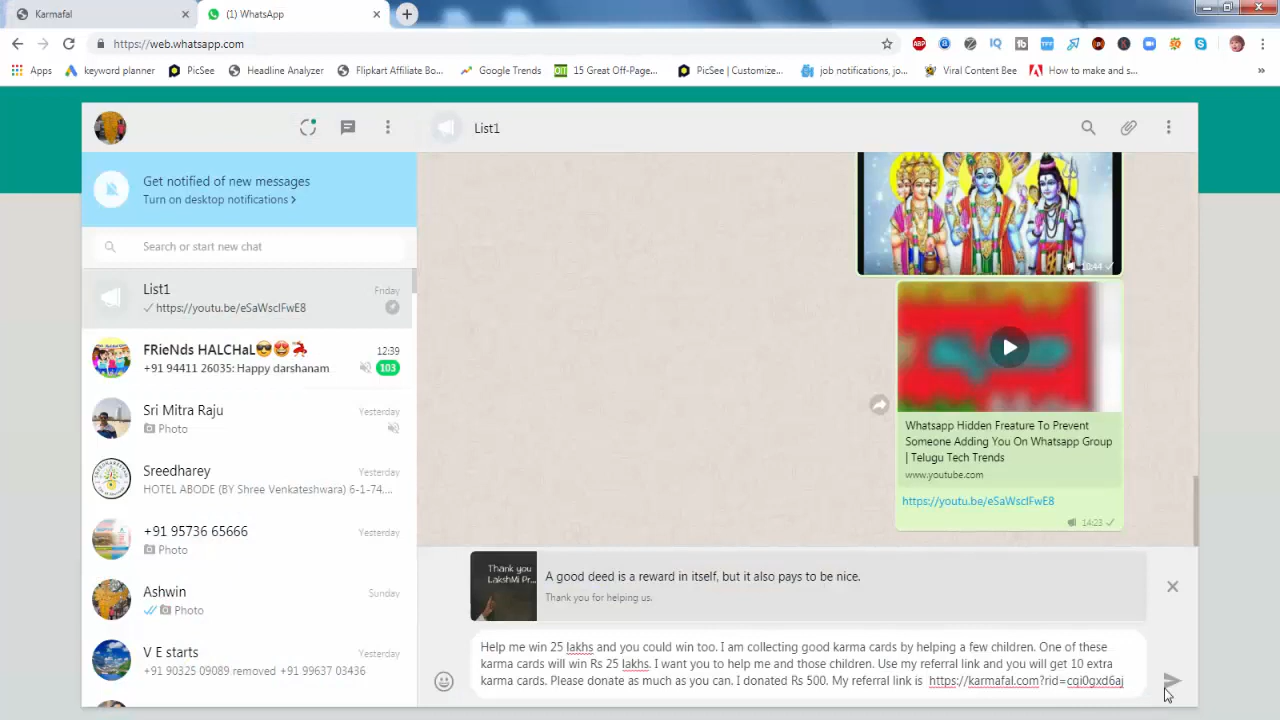 Karmafal
(1) WhatsApp
https://web.whatsapp.com
Apps
keyword planner
PicSee
Headline Analyzer
Flipkart Affiliate Bo...
Google Trends
15 Great Off-Page...
PicSee | Customize...
job notifications, jo...
Viral Content Bee
How to make and s...
List1
Get notified of new messages
Turn on desktop notifications >
Search or start new chat
List1
Friday
https://youtu.be/eSaWscIFwE8
FRieNds HALCHaL😎😍💃
12:39
+91 94411 26035: Happy darshanam
103
Sri Mitra Raju
Yesterday
Photo
Sreedharey
Yesterday
HOTEL ABODE (BY Shree Venkateshwara) 6-1-74....
+91 95736 65666
Yesterday
Photo
Ashwin
Sunday
Photo
V E starts
Yesterday
+91 90325 09089 removed +91 99637 03436
10:44
Whatsapp Hidden Freature To Prevent
Someone Adding You On Whatsapp Group
| Telugu Tech Trends
www.youtube.com
https://youtu.be/eSaWscIFwE8
14:23
Thank you
LakshMi Pr...
A good deed is a reward in itself, but it also pays to be nice.
Thank you for helping us.
Help me win 25 lakhs and you could win too. I am collecting good karma cards by helping a few children. One of these
karma cards will win Rs 25 lakhs. I want you to help me and those children. Use my referral link and you will get 10 extra
karma cards. Please donate as much as you can. I donated Rs 500. My referral link is https://karmafal.com?rid=cqi0gxd6aj